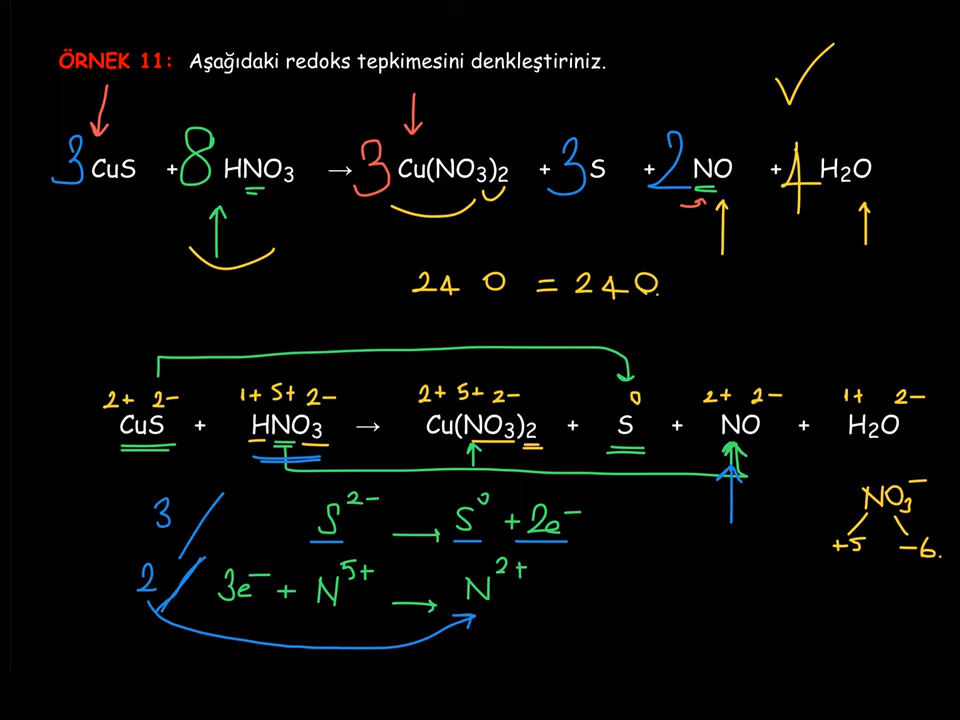 ÖRNEK 11: Aşağıdaki redoks tepkimesini denkleştiriniz.
3 CuS + 8 HNO3 → 3 Cu(NO3)2 + 3 S + 2 NO + 4 H2O
24 O = 24 O.
2+ 2- 1+ 5+ 2- 2+ 5+ 2- 0 2+ 2- 1+ 2-
CuS + HNO3 → Cu(NO3)2 + S + NO + H2O
3 / S2- → S0 + 2e-
2 / 3e- + N5+ → N2+
NO3-
+5 -6.